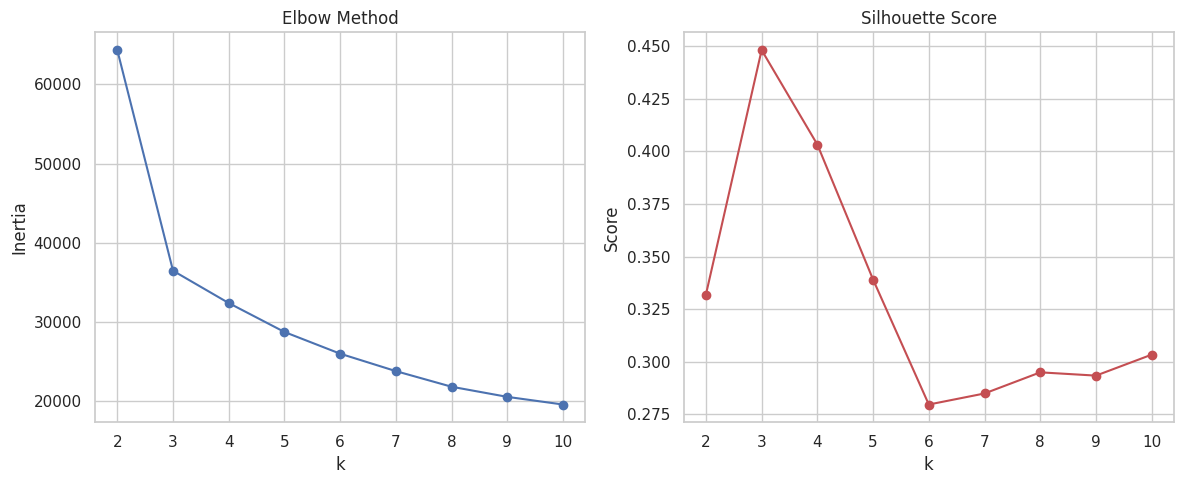 Elbow Method
Inertia
60000
50000
40000
30000
20000
2 3 4 5 6 7 8 9 10
k
Silhouette Score
Score
0.450
0.425
0.400
0.375
0.350
0.325
0.300
0.275
2 3 4 5 6 7 8 9 10
k